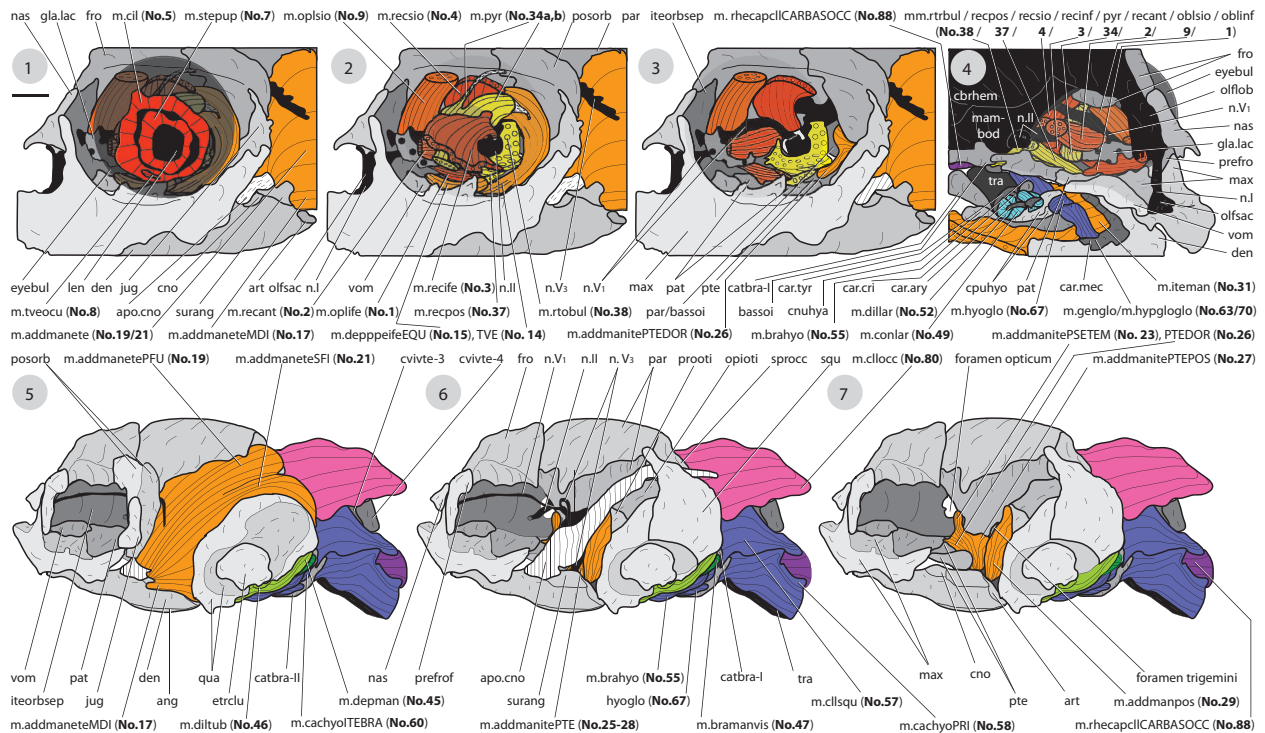 nas gla.lac fro m.cil (No.5) m.stepup (No.7) m.oplsio (No.9) m.recsio (No.4) m.pyr (No.34a,b) posorb par iteorbsep m. rhecapclICARBASOCC (No.88) mm.rtrbul / recpos / recsio / recinf / pyr / recant / oblsio / oblinf
(No.38 / 37 / 4 / 3 / 34/ 2/ 9/ 1)
1
2
3
4
fro
eyebul
olflob
n.V1
nas
gla.lac
prefro
max
n.I
olfsac
vom
den
cbrhem
mam-
bod
n.II
tra
eyebul len den jug cno art olfsac n.I vom m.recife (No.3) n.II n.V3 n.V1 max pat pte catbra-I car.tyr car.cri car.ary cpuhyo pat car.mec m.iteman (No.31)
m.tveocu (No.8) apo.cno surang m.recant (No.2) m.oplife (No.1) m.recpos (No.37) m.rtobul (No.38) par/bassoi bassoi cnuhya m.dillar (No.52) m.hyoglo (No.67) m.genglo/m.hypgloglo (No.63/70)
m.addmanete (No.19/21) m.addmaneteMDI (No.17) m.depppeifeEQU (No.15), TVE (No. 14) m.addmanitePTEDOR (No.26) m.brahyo (No.55) m.conlar (No.49) m.addmanitePSETEM (No. 23), PTEDOR (No.26)
posorb m.addmanetePFU (No.19) m.addmaneteSFI (No.21) cvivte-3 cvivte-4 fro n.V1 n.II n. V3 par prooti opioti sprocc squ m.cllocc (No.80) foramen opticum m.addmanitePTEPOS (No.27)
5
6
7
vom pat den qua catbra-II nas prefrof apo.cno m.brahyo (No.55) catbra-I tra max cno foramen trigemini
iteorbsep jug ang etrclu m.depman (No.45) surang hyoglo (No.67) m.cllsqu (No.57) pte art m.addmanpos (No.29)
m.addmaneteMDI (No.17) m.diltub (No.46) m.cachyolTEBRA (No.60) m.addmanitePTE (No.25-28) m.bramanvis (No.47) m.cachyoPRI (No.58) m.rhecapclICARBASOCC (No.88)